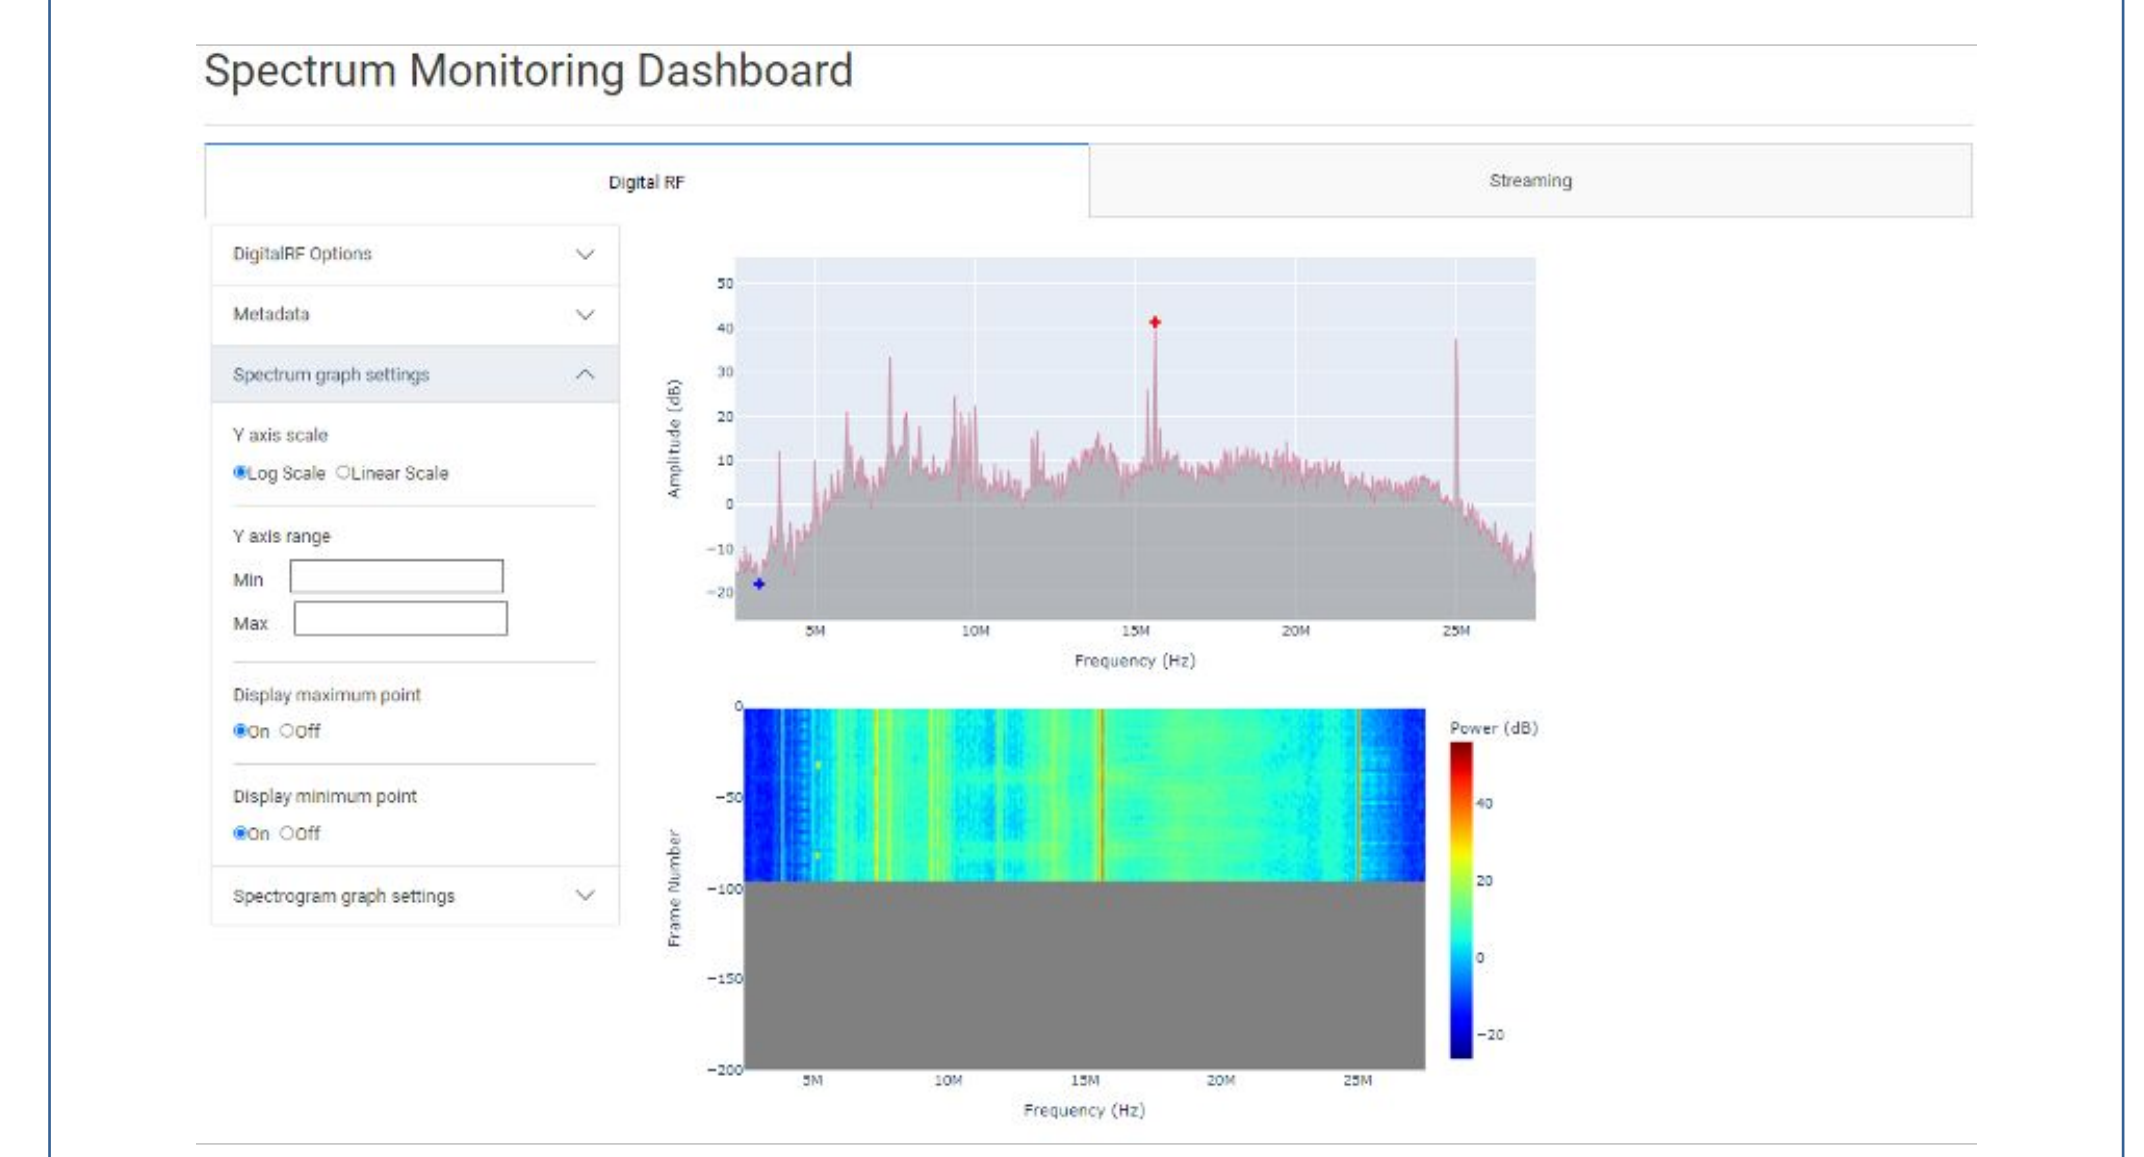 Spectrum Monitoring Dashboard
Digital RF
Streaming
DigitalRF Options
Metadata
Spectrum graph settings
Y axis scale
Log Scale Linear Scale
Y axis range
Min
Max
Display maximum point
On Off
Display minimum point
On Off
Spectrogram graph settings
50
40
30
20
10
0
−10
−20
Amplitude (dB)
5M 10M 15M 20M 25M
Frequency (Hz)
0
−50
−100
−150
−200
Frame Number
5M 10M 15M 20M 25M
Frequency (Hz)
Power (dB)
40
20
0
−20